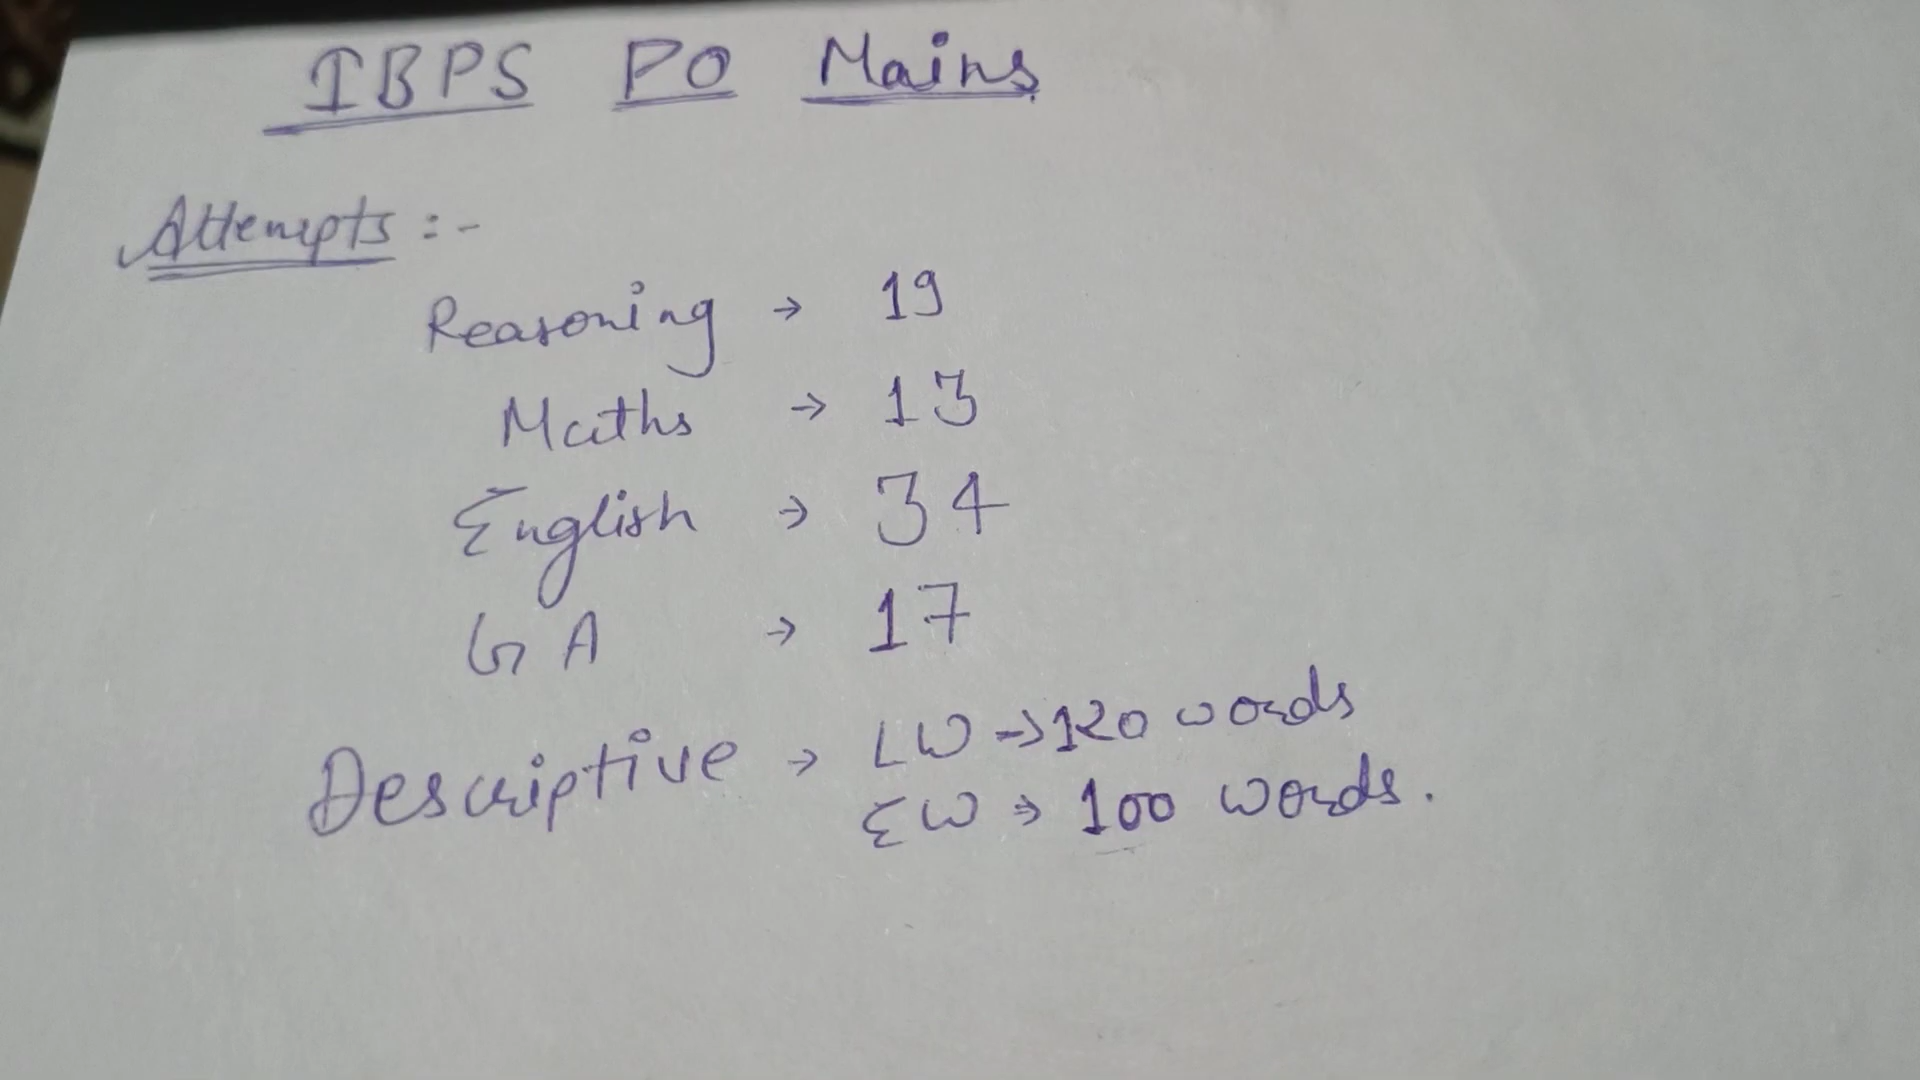 IBPS PO Mains
Attempts :-
Reasoning → 19
Maths → 13
English → 34
GA → 17
Descriptive → LW → 120 words
EW → 100 words.